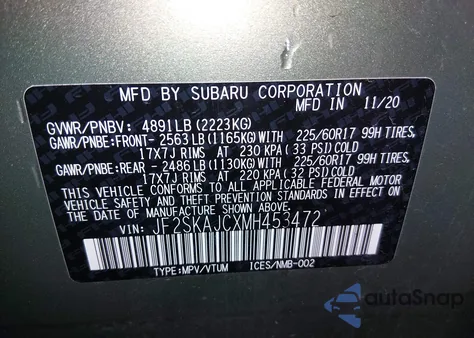 MFD BY SUBARU CORPORATION
MFD IN 11/20
GVWR/PNBV: 4891LB (2223KG)
GAWR/PNBE:FRONT- 2563LB(1165KG)WITH 225/60R17 99H TIRES,
17X7J RIMS AT 230 KPA (33 PSI)COLD
GAWR/PNBE:REAR - 2486LB(1130KG)WITH 225/60R17 99H TIRES,
17X7J RIMS AT 220 KPA (32 PSI)COLD
THIS VEHICLE CONFORMS TO ALL APPLICABLE FEDERAL MOTOR
VEHICLE SAFETY, BUMPER, AND THEFT PREVENTION STANDARDS
IN EFFECT ON THE DATE OF MANUFACTURE SHOWN ABOVE.
VIN: JF2SKAJCXMH453472
TYPE:MPV/VTUM ICES/NMB-002
autoSnap